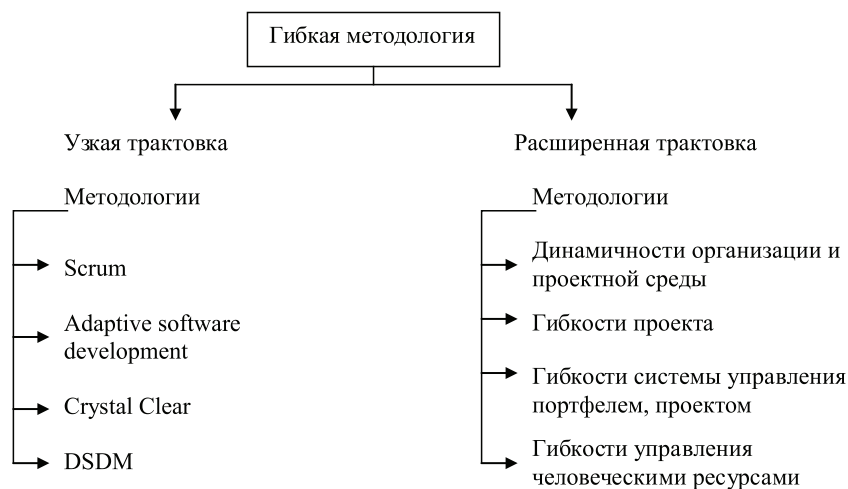 Гибкая методология
Узкая трактовка
Методологии
Scrum
Adaptive software
development
Crystal Clear
DSDM
Расширенная трактовка
Методологии
Динамичности организации и
проектной среды
Гибкости проекта
Гибкости системы управления
портфелем, проектом
Гибкости управления
человеческими ресурсами